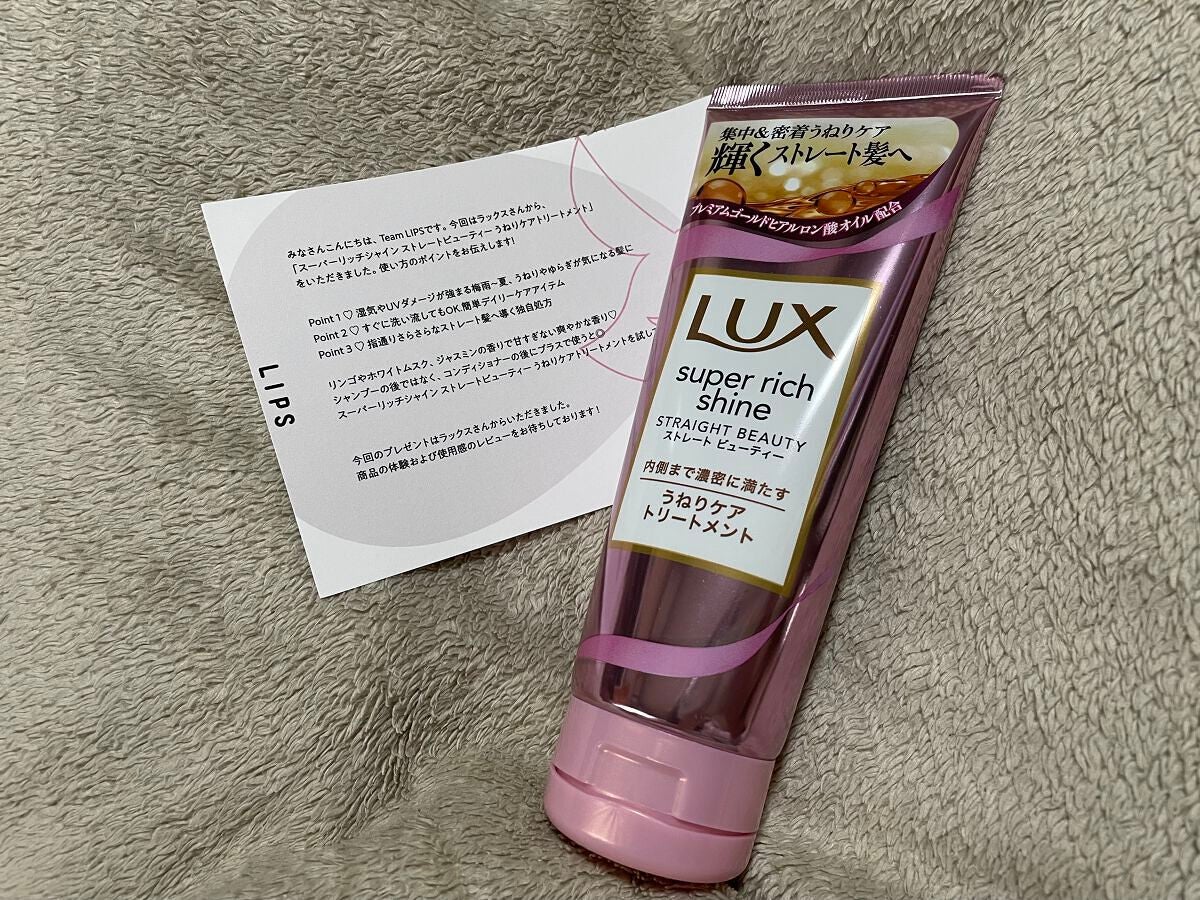 みなさんこんにちは、Team LIPSです。今回はラックスさんから、
「スーパーリッチシャイン ストレートビューティー うねりケアトリートメント」
をいただきました。使い方のポイントをお伝えします!
Point 1 ♡ 湿気やUVダメージが強まる梅雨~夏、うねりやゆらぎが気になる髪に
Point 2 ♡ すぐに洗い流してもOK.簡単デイリーケアアイテム
Point 3 ♡ 指通りさらさらなストレート髪へ導く独自処方
リンゴやホワイトムスク、ジャスミンの香りで甘すぎない爽やかな香り♡
シャンプーの後ではなく、コンディショナーの後にプラスで使うと◎
スーパーリッチシャイン ストレートビューティー うねりケアトリートメントを試して
今回のプレゼントはラックスさんからいただきました。
商品の体験および使用感のレビューをお待ちしております!
LIPS
集中&密着うねりケア
輝くストレート髪へ
プレミアムゴールドヒアルロン酸オイル配合
LUX
super rich
shine
STRAIGHT BEAUTY
ストレート ビューティー
内側まで濃密に満たす
うねりケア
トリートメント